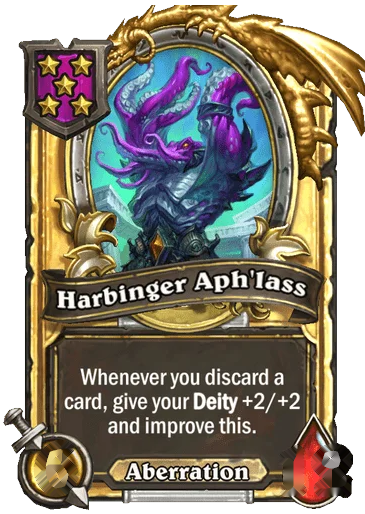 Harbinger Aph'lass
Whenever you discard a
card, give your Deity +2/+2
and improve this.
Aberration